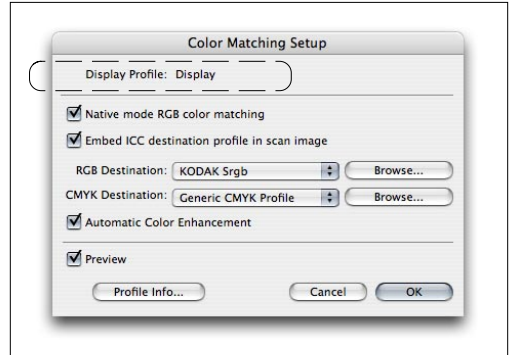 Color Matching Setup
Display Profile: Display
Native mode RGB color matching
Embed ICC destination profile in scan image
RGB Destination: KODAK Srgb Browse...
CMYK Destination: Generic CMYK Profile Browse...
Automatic Color Enhancement
Preview
Profile Info... Cancel OK